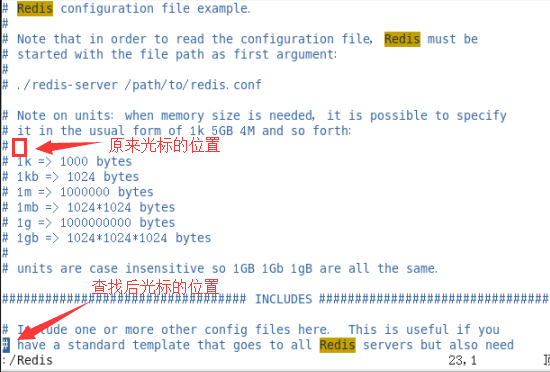 # Redis configuration file example.
#
# Note that in order to read the configuration file, Redis must be
# started with the file path as first argument:
#
# ./redis-server /path/to/redis.conf

# Note on units: when memory size is needed, it is possible to specify
# it in the usual form of 1k 5GB 4M and so forth:
# 原来光标的位置
# 1k => 1000 bytes
# 1kb => 1024 bytes
# 1m => 1000000 bytes
# 1mb => 1024*1024 bytes
# 1g => 1000000000 bytes
# 1gb => 1024*1024*1024 bytes
#
# units are case insensitive so 1GB 1Gb 1gB are all the same.
查找后光标的位置
################################## INCLUDES ################################
# Include one or more other config files here.  This is useful if you
# have a standard template that goes to all Redis servers but also need
:/Redis 23,1 顶